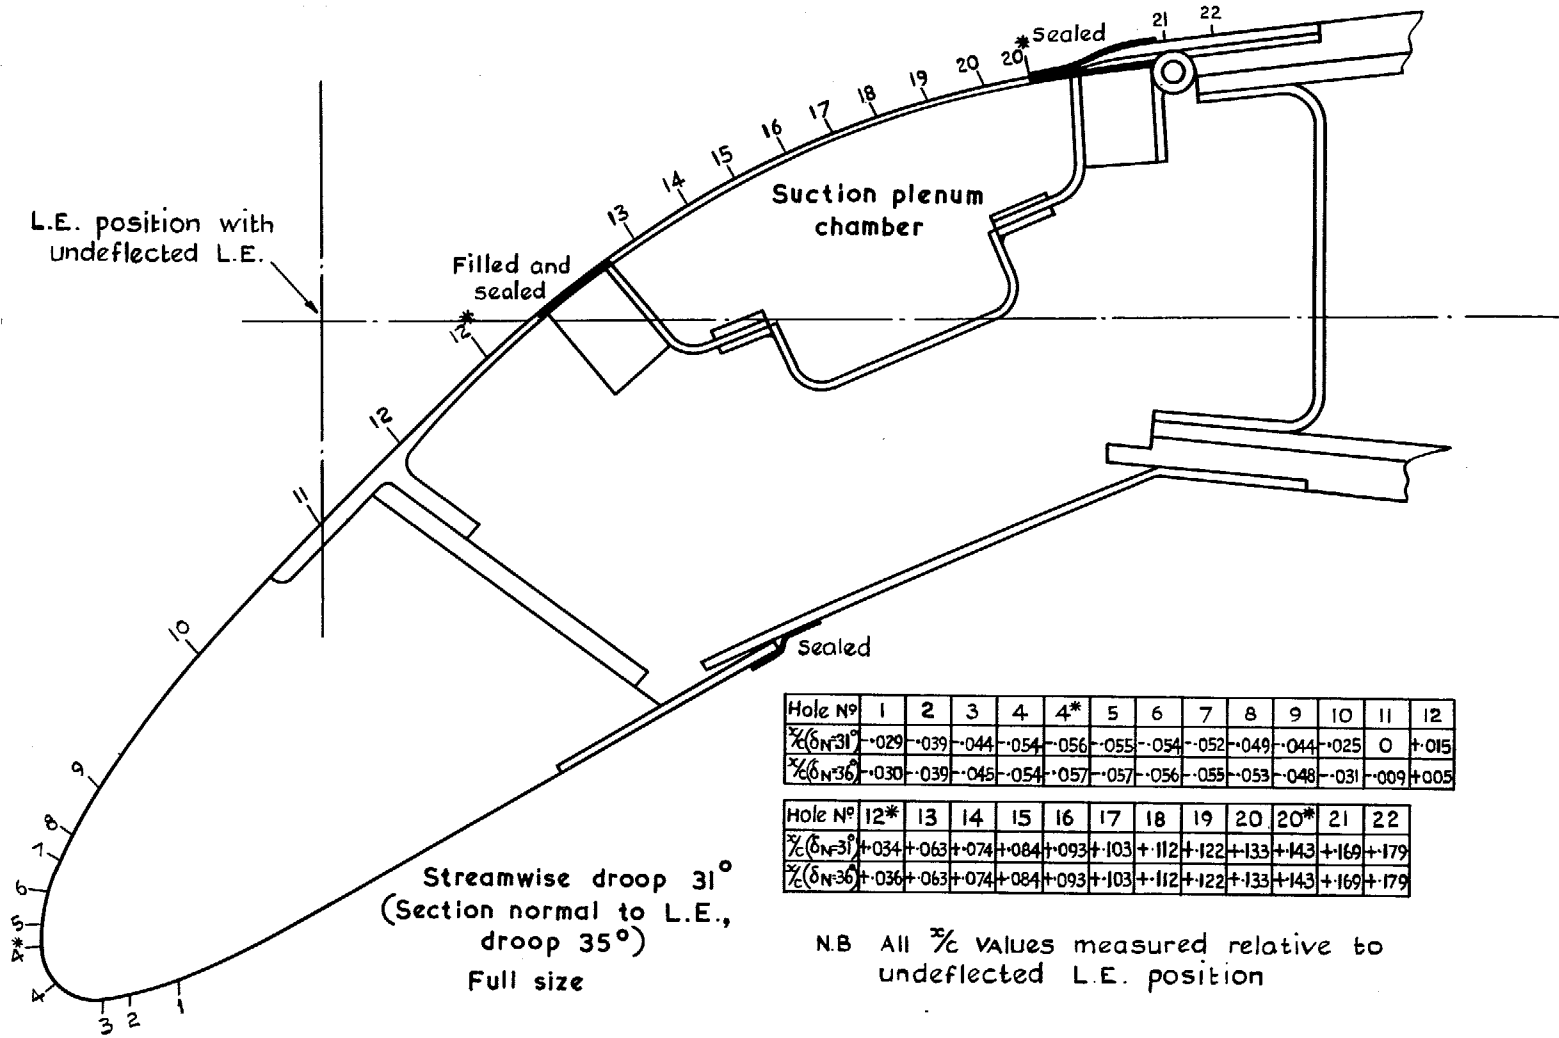 * sealed
21
22
20*
20
19
18
17
16
15
14
13
Suction plenum
chamber
L.E. position with
undeflected L.E.
Filled and
sealed
12*
12
11
10
9
8
7
6
5
4*
4
3
2
1
sealed
Hole Nº 1 2 3 4 4* 5 6 7 8 9 10 11 12
x/c(δN=31°) -·029 -·039 -·044 -·054 -·056 -·055 -·054 -·052 -·049 -·044 -·025 0 +·015
x/c(δN=36°) -·030 -·039 -·045 -·054 -·057 -·057 -·056 -·055 -·053 -·048 -·031 -·009 +005
Hole Nº 12* 13 14 15 16 17 18 19 20 20* 21 22
x/c(δN=31°) +·034 +·063 +·074 +·084 +·093 +·103 +·112 +·122 +·133 +·143 +·169 +·179
x/c(δN=36°) +·036 +·063 +·074 +·084 +·093 +·103 +·112 +·122 +·133 +·143 +·169 +·179
Streamwise droop 31°
(Section normal to L.E.,
droop 35°)
Full size
N.B All x/c values measured relative to
undeflected L.E. position